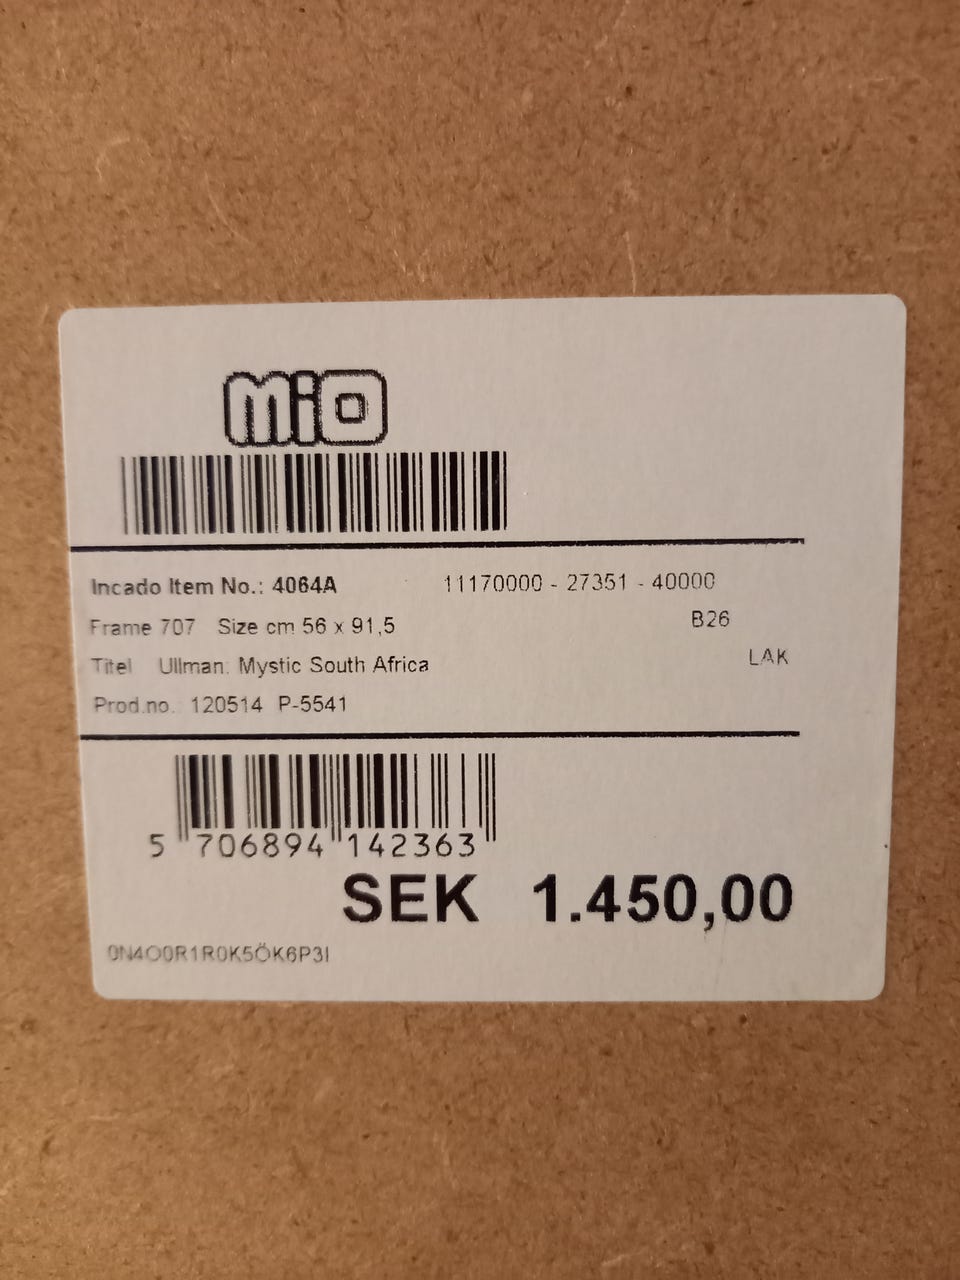 mio
Incado Item No.: 4064A 11170000 - 27351 - 40000
Frame 707 Size cm 56 x 91,5 B26
Titel Ullman: Mystic South Africa LAK
Prod.no. 120514 P-5541
5 706894 142363
SEK 1.450,00
0N4O0R1R0K5ÖK6P3I